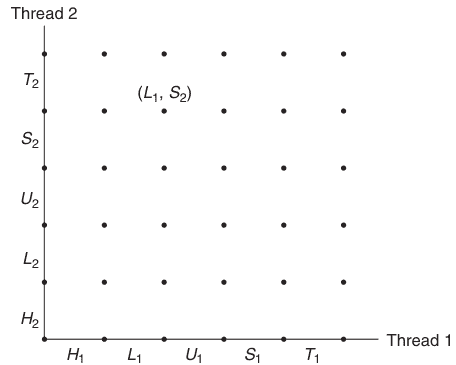 Thread 2
T₂
(L₁, S₂)
S₂
U₂
L₂
H₂
Thread 1
H₁ L₁ U₁ S₁ T₁